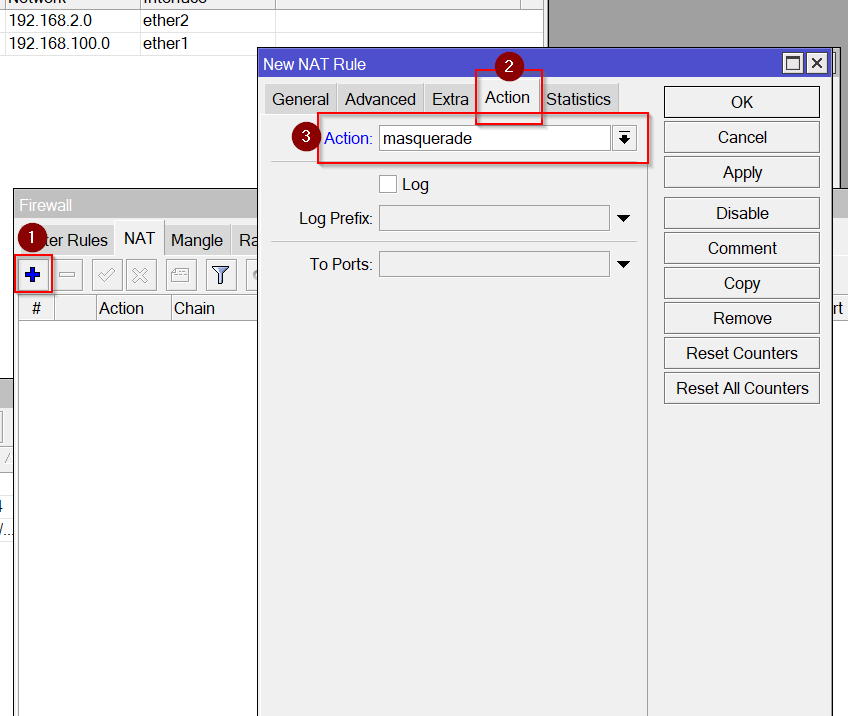 Network Interface
192.168.2.0 ether2
192.168.100.0 ether1
New NAT Rule
2
General Advanced Extra Action Statistics
3 Action: masquerade
Log
Log Prefix:
To Ports:
OK
Cancel
Apply
Disable
Comment
Copy
Remove
Reset Counters
Reset All Counters
Firewall
1
ter Rules NAT Mangle Ra
# Action Chain
rt